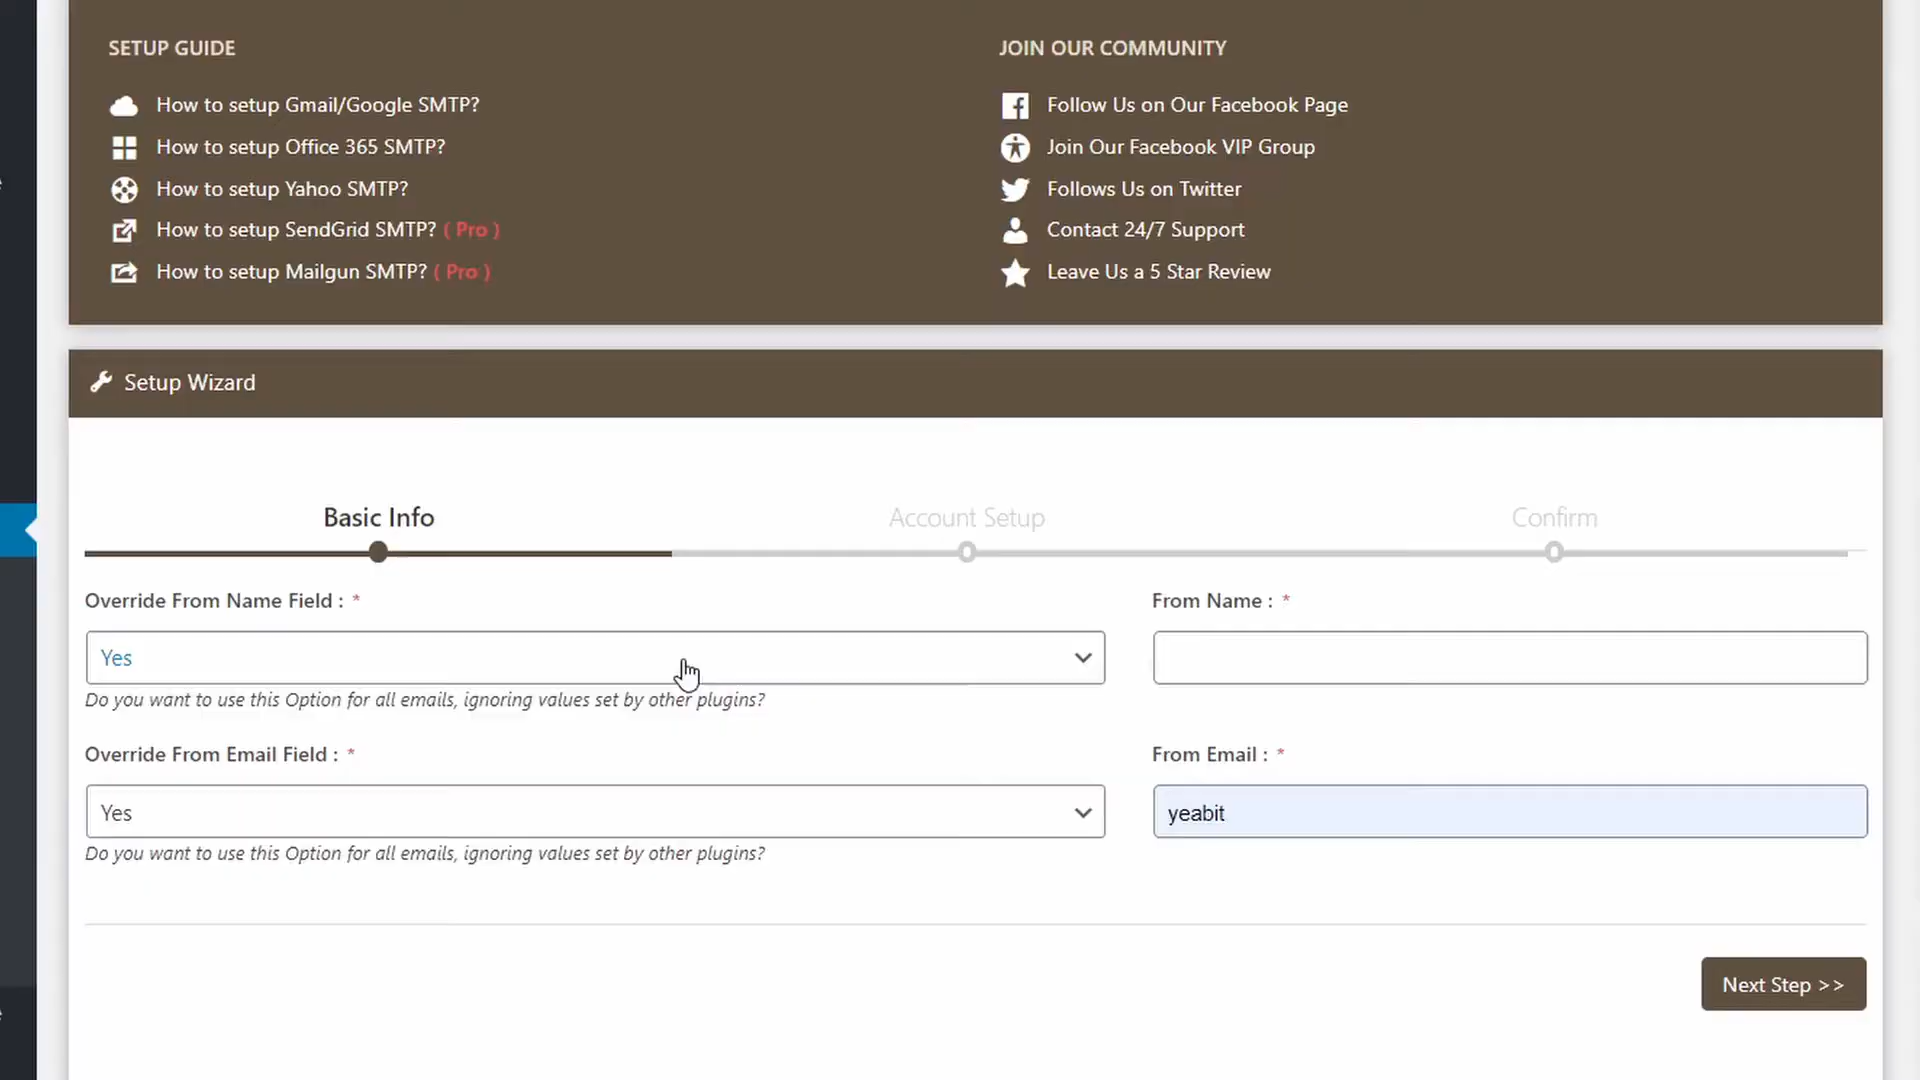 SETUP GUIDE
How to setup Gmail/Google SMTP?
How to setup Office 365 SMTP?
How to setup Yahoo SMTP?
How to setup SendGrid SMTP? ( Pro )
How to setup Mailgun SMTP? ( Pro )
JOIN OUR COMMUNITY
Follow Us on Our Facebook Page
Join Our Facebook VIP Group
Follows Us on Twitter
Contact 24/7 Support
Leave Us a 5 Star Review
Setup Wizard
Basic Info
Account Setup
Confirm
Override From Name Field : *
Yes
Do you want to use this Option for all emails, ignoring values set by other plugins?
From Name : *
Override From Email Field : *
Yes
Do you want to use this Option for all emails, ignoring values set by other plugins?
From Email : *
yeabit
Next Step >>